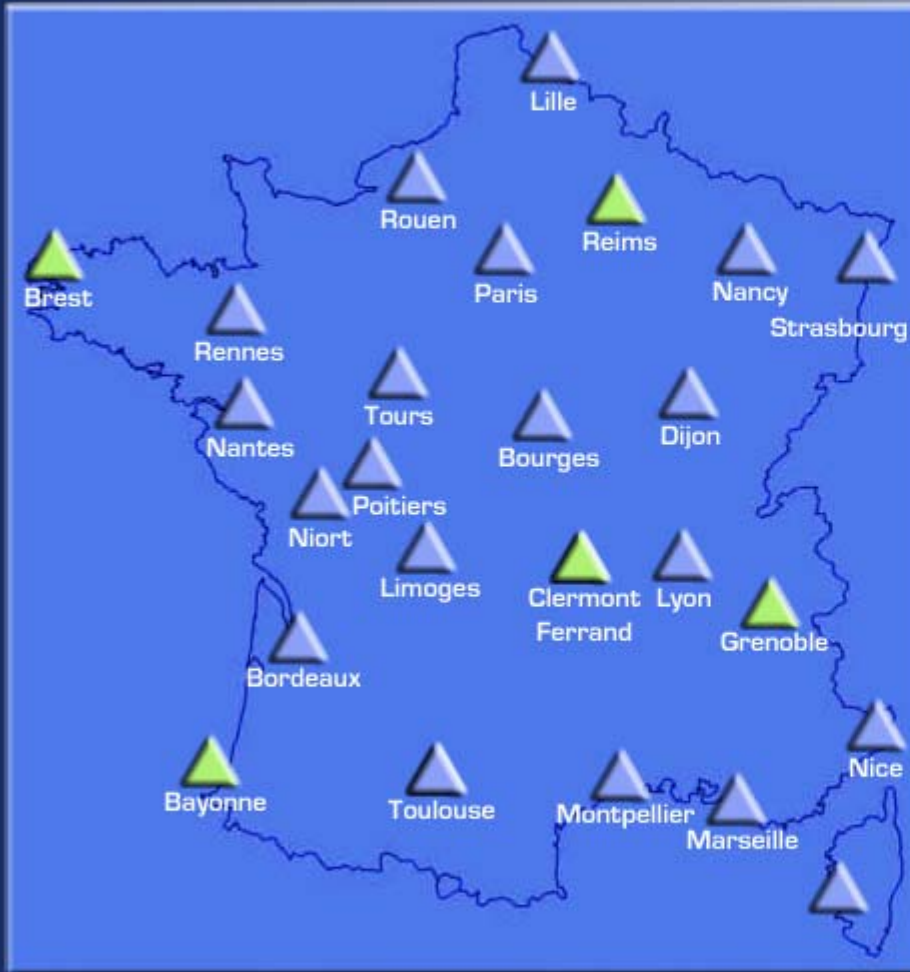 Lille
Rouen
Reims
Paris
Nancy
Brest
Strasbourg
Rennes
Tours
Dijon
Nantes
Bourges
Poitiers
Niort
Limoges
Clermont
Ferrand
Lyon
Grenoble
Bordeaux
Nice
Bayonne
Toulouse
Montpellier
Marseille